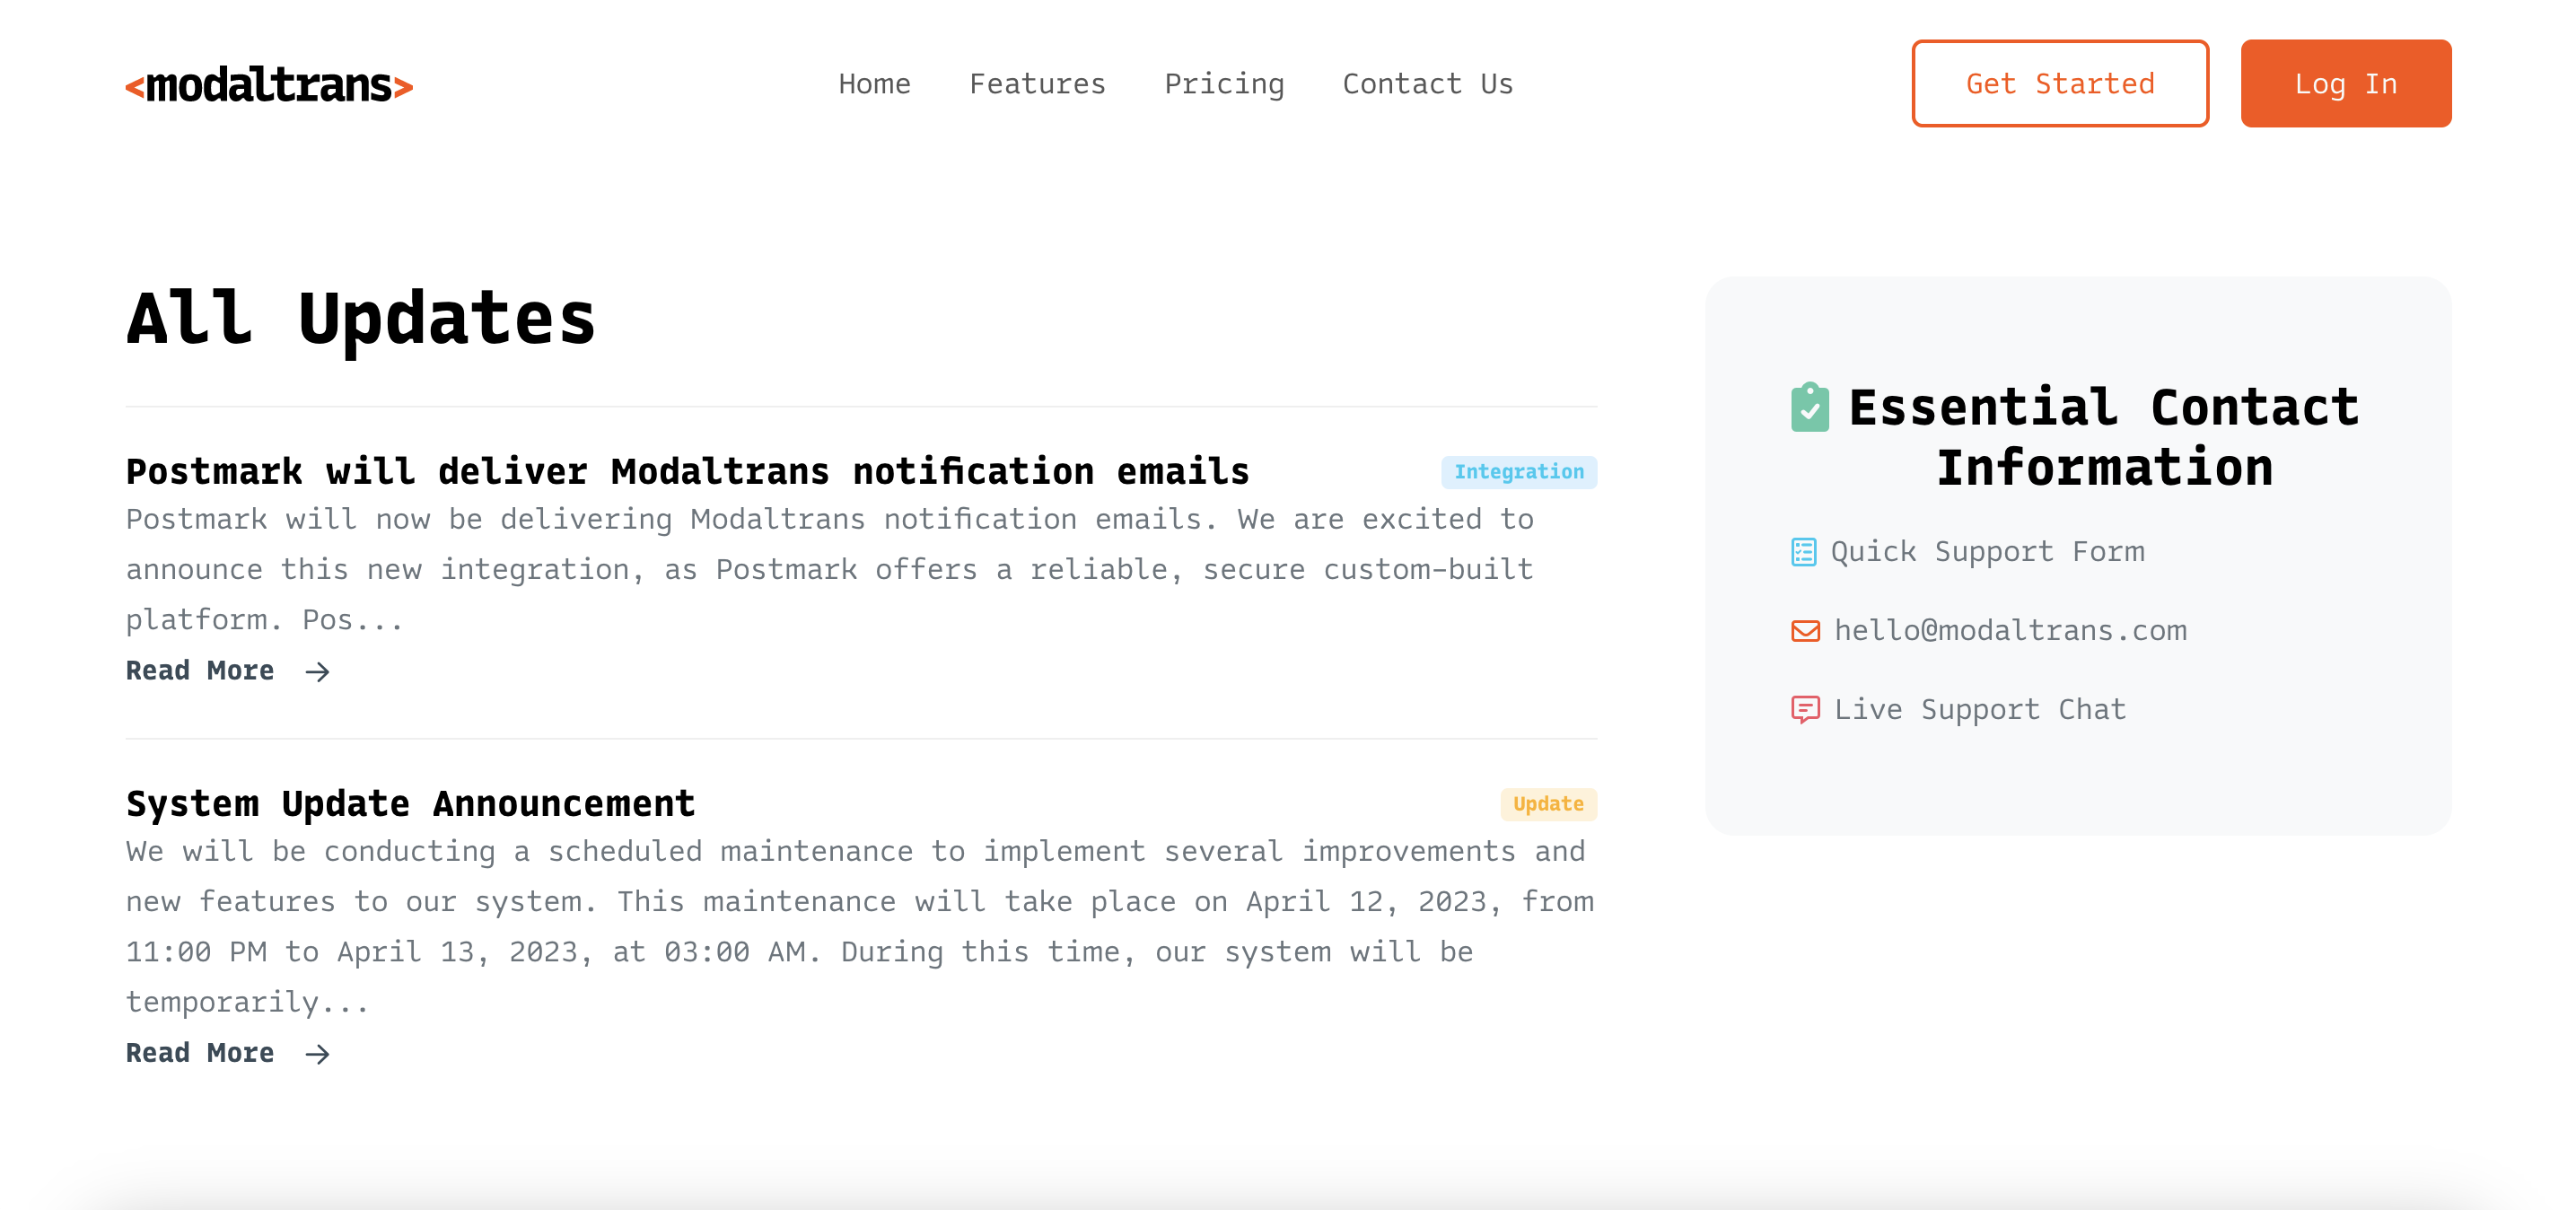 <modaltrans>
Home
Features
Pricing
Contact Us
Get Started
Log In
All Updates
Postmark will deliver Modaltrans notification emails
Integration
Postmark will now be delivering Modaltrans notification emails. We are excited to
announce this new integration, as Postmark offers a reliable, secure custom-built
platform. Pos...
Read More →
System Update Announcement
Update
We will be conducting a scheduled maintenance to implement several improvements and
new features to our system. This maintenance will take place on April 12, 2023, from
11:00 PM to April 13, 2023, at 03:00 AM. During this time, our system will be
temporarily...
Read More →
Essential Contact
Information
Quick Support Form
hello@modaltrans.com
Live Support Chat